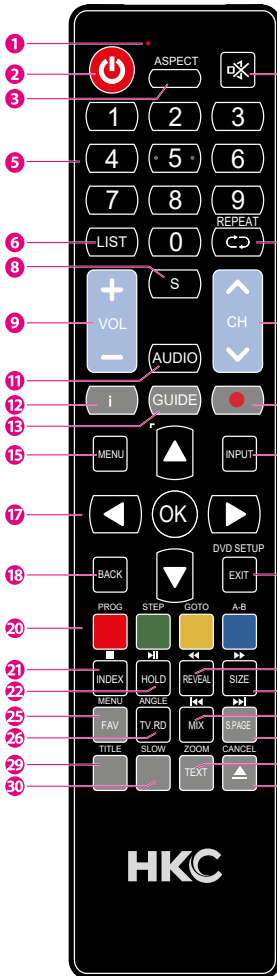 1
2 ASPECT
3
1 2 3
5 4 5 6
7 8 9
REPEAT
6 LIST 0
8 S
9 + VOL − CH
11 AUDIO
12 i GUIDE
13
15 MENU INPUT
17 OK
DVD SETUP
18 BACK EXIT
PROG STEP GOTO A-B
20
21 INDEX HOLD REVEAL SIZE
22
MENU ANGLE
25 FAV TV.RD MIX S.PAGE
26
TITLE SLOW ZOOM CANCEL
29 TEXT
30
HKC